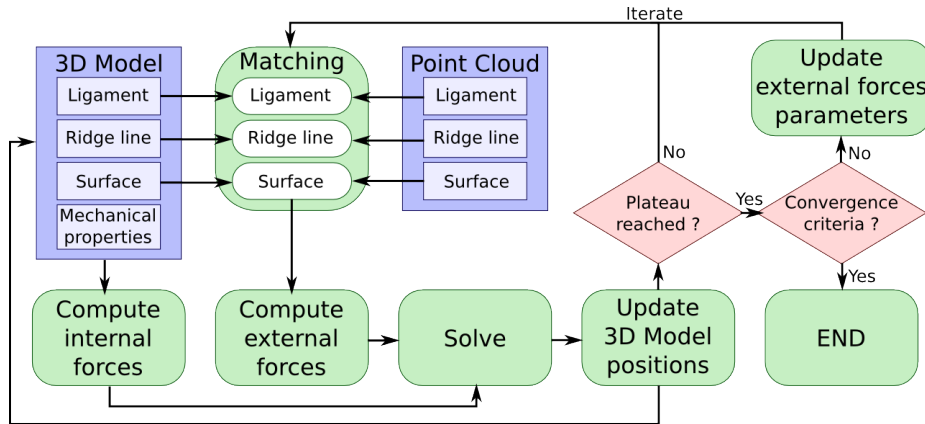 Iterate
3D Model
Ligament
Ridge line
Surface
Mechanical
properties
Matching
Ligament
Ridge line
Surface
Point Cloud
Ligament
Ridge line
Surface
Update
external forces
parameters
No
No
Plateau
reached ?
Yes
Convergence
criteria ?
Yes
Compute
internal
forces
Compute
external
forces
Solve
Update
3D Model
positions
END